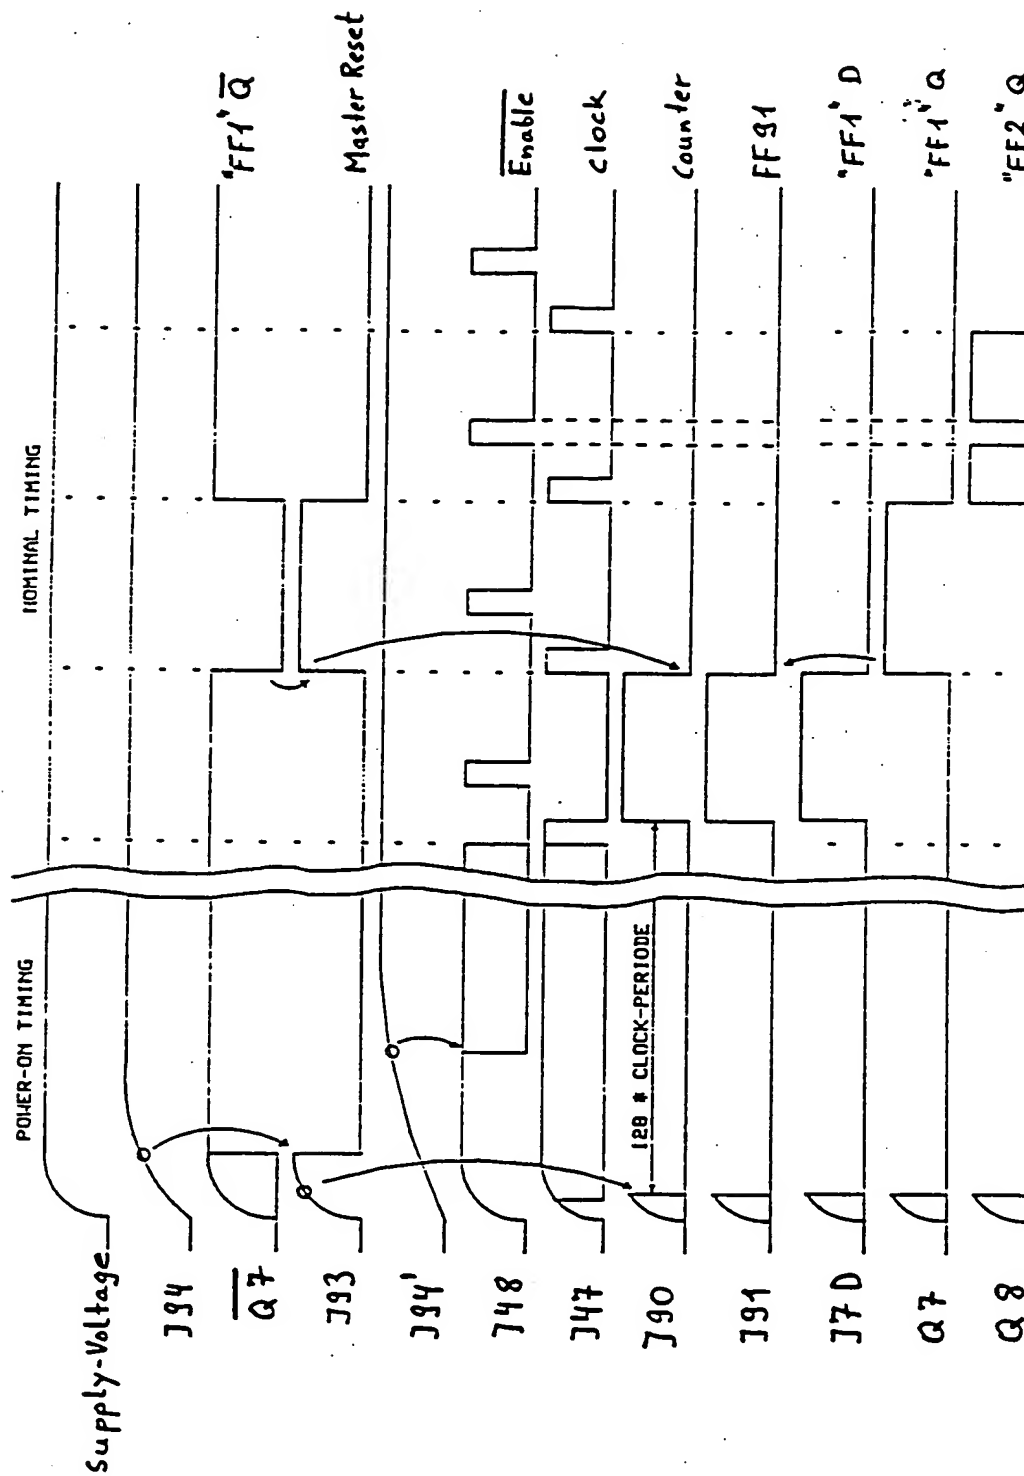 POWER-ON TIMING
NOMINAL TIMING
Supply-Voltage
J94
Q7
"FF1" Q
J93
Master Reset
J94'
J48
Enable
J47
clock
128 * CLOCK-PERIODE
J90
Counter
J91
FF91
J7D
"FF1" D
Q7
"FF1" Q
Q8
"FF2" Q